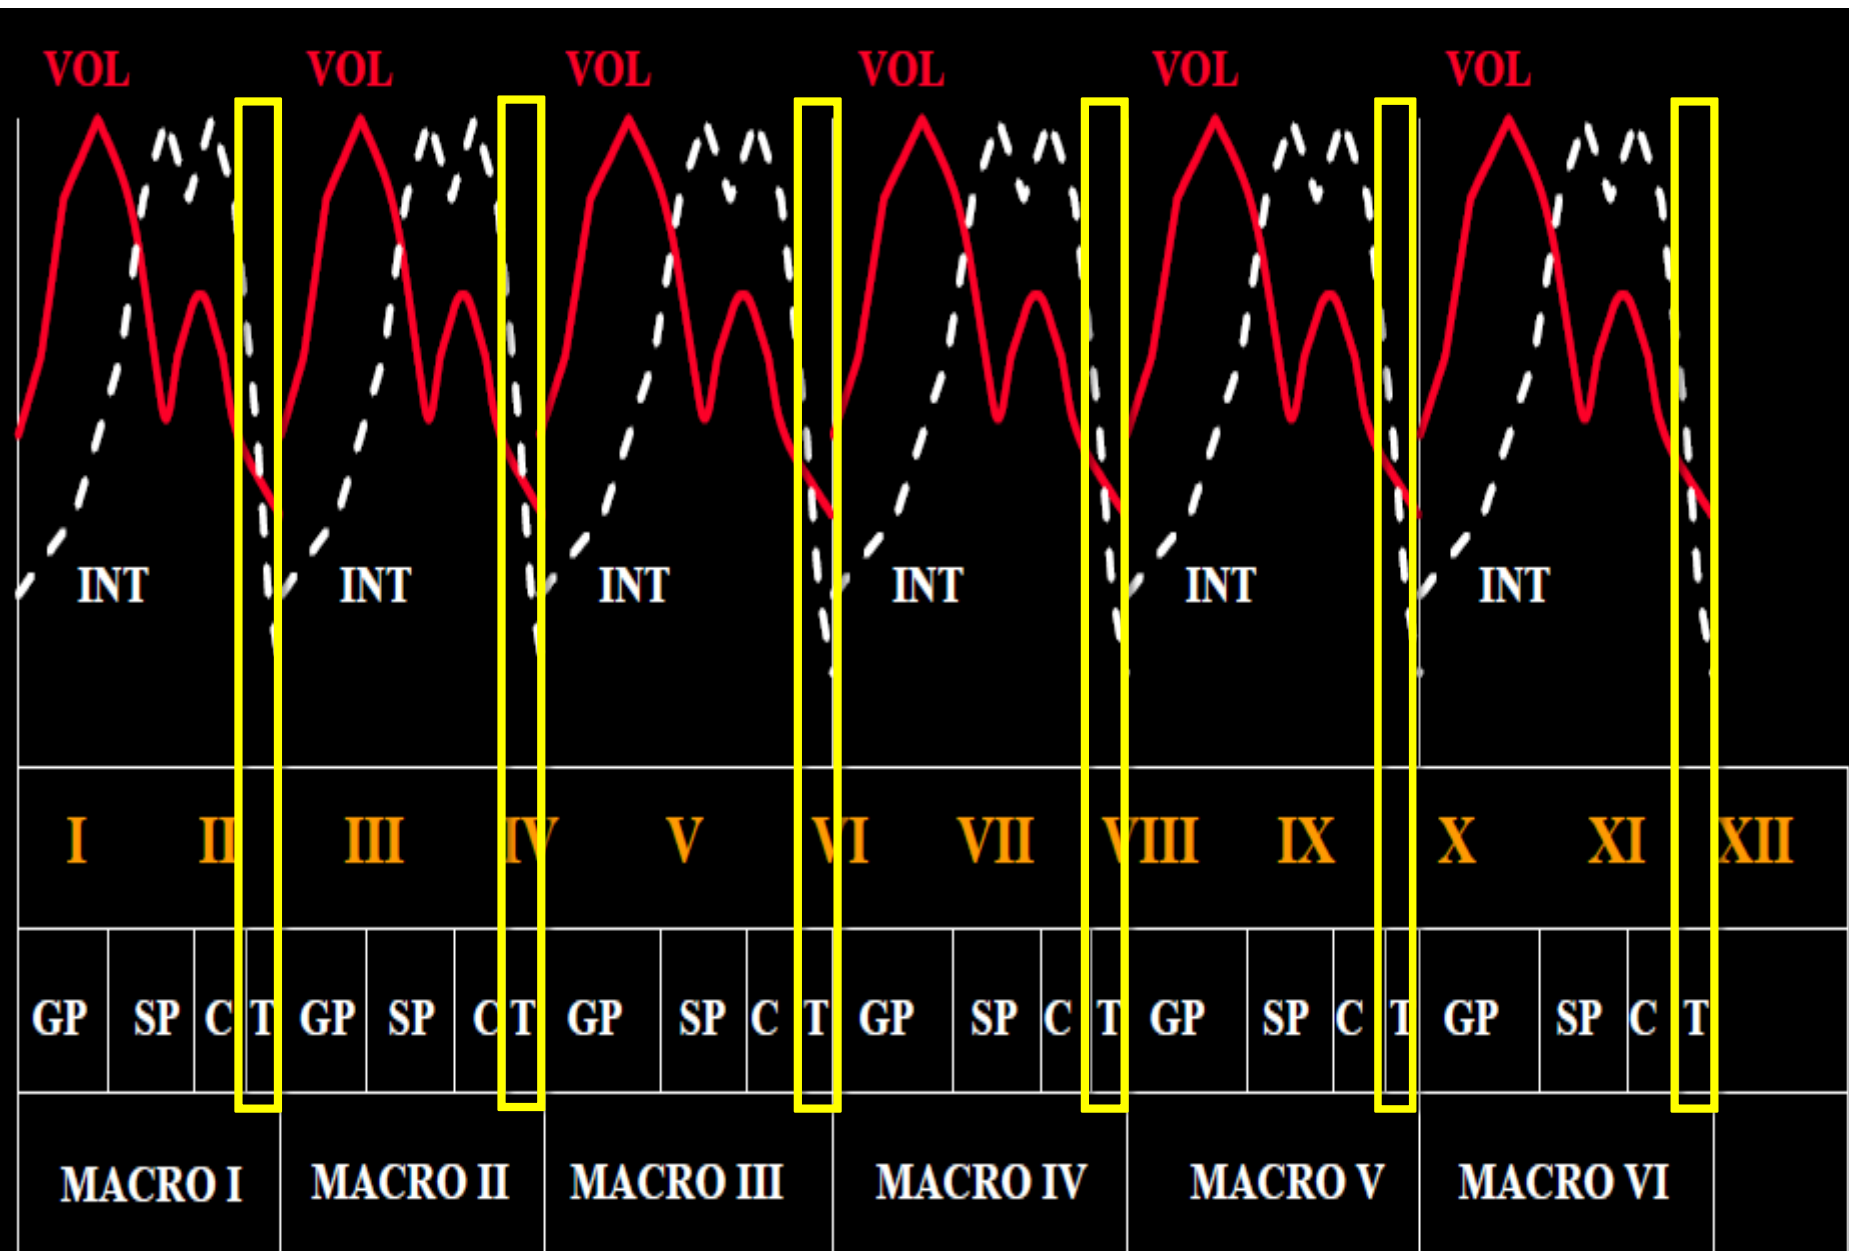 VOL VOL VOL VOL VOL VOL
INT INT INT INT INT INT
I II III IV V VI VII VIII IX X XI XII
GP SP C T GP SP C T GP SP C T GP SP C T GP SP C T GP SP C T
MACRO I MACRO II MACRO III MACRO IV MACRO V MACRO VI